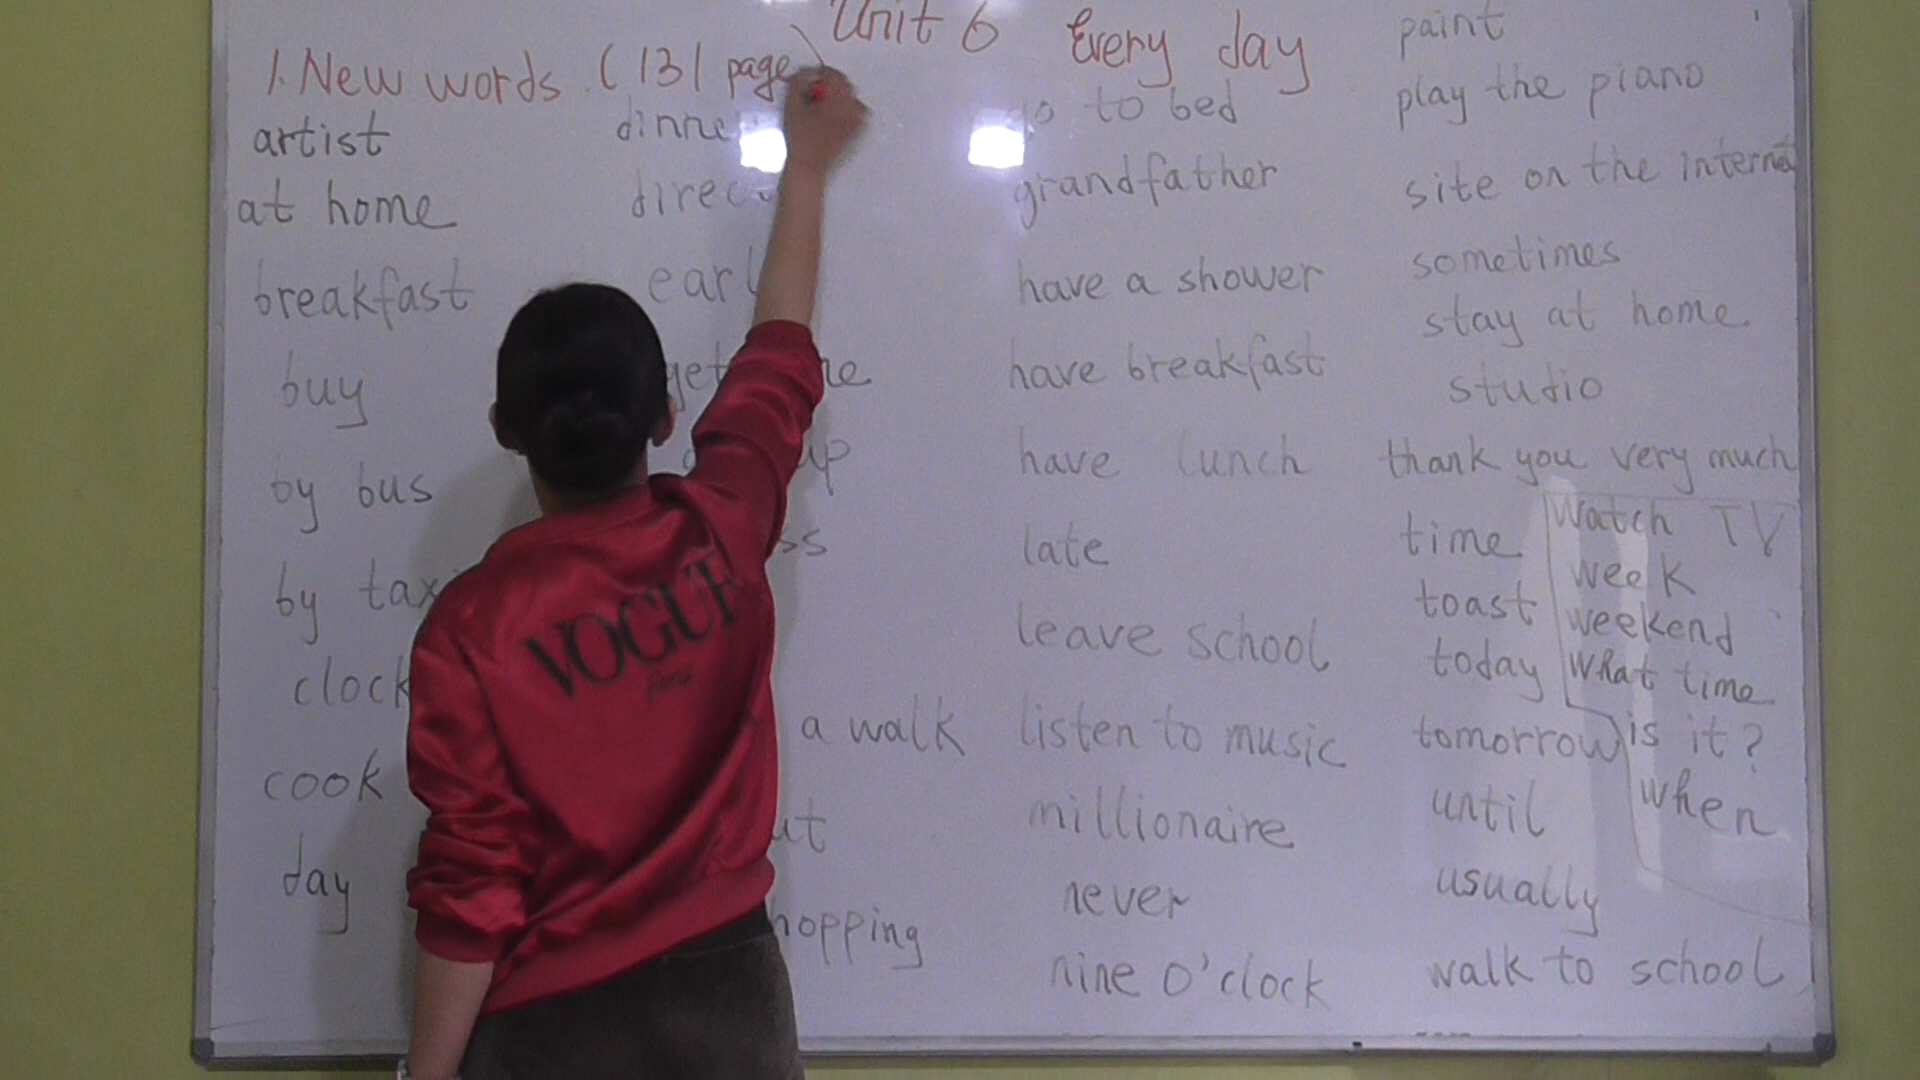 Unit 6 Every day
1. New words. (131 page)
artist
at home
breakfast
buy
by bus
by
clock
cook
day
a walk
go to bed
grandfather
have a shower
have breakfast
have lunch
late
leave school
listen to music
millionaire
never
nine o'clock
paint
play the piano
site on the internet
sometimes
stay at home
studio
thank you very much
time
toast
today
tomorrow
until
usually
walk to school
Watch TV
week
weekend
What time
is it?
when
VOGUE